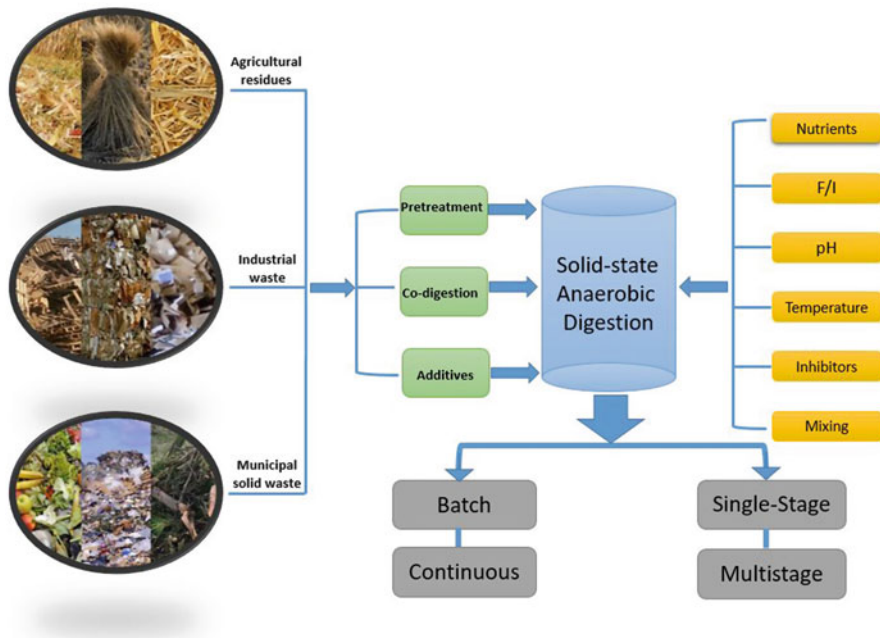 Agricultural
residues
Industrial
waste
Municipal
solid waste
Pretreatment
Co-digestion
Additives
Solid-state
Anaerobic
Digestion
Nutrients
F/I
pH
Temperature
Inhibitors
Mixing
Batch
Continuous
Single-Stage
Multistage